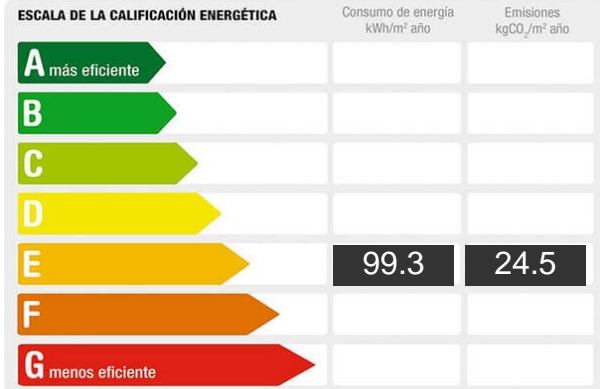 ESCALA DE LA CALIFICACIÓN ENERGÉTICA
Consumo de energía
kWh/m² año
Emisiones
kgCO₂/m² año
A más eficiente
B
C
D
E 99.3 24.5
F
G menos eficiente